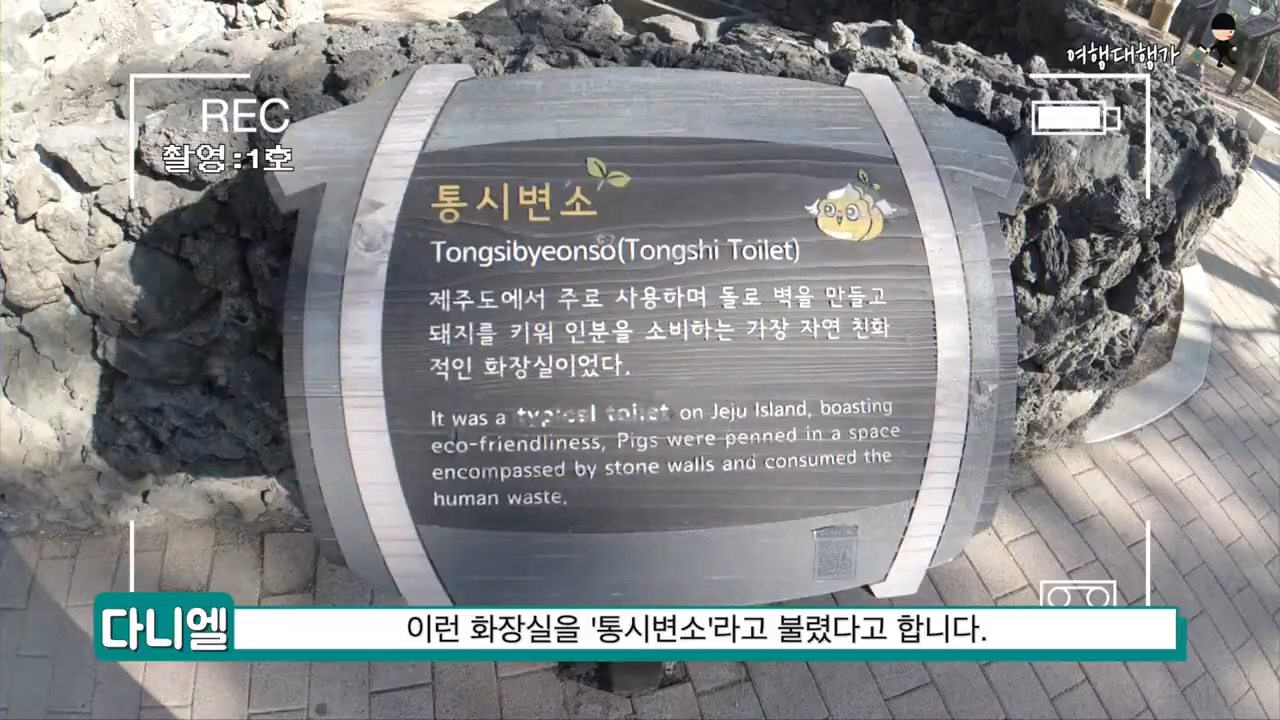 여행대행가
REC
촬영:1호
통시변소
Tongsibyeonso(Tongshi Toilet)
제주도에서 주로 사용하며 돌로 벽을 만들고
돼지를 키워 인분을 소비하는 가장 자연 친화
적인 화장실이었다.
It was a typical toilet on Jeju Island, boasting
eco-friendliness, Pigs were penned in a space
encompassed by stone walls and consumed the
human waste.
다니엘
이런 화장실을 '통시변소'라고 불렸다고 합니다.